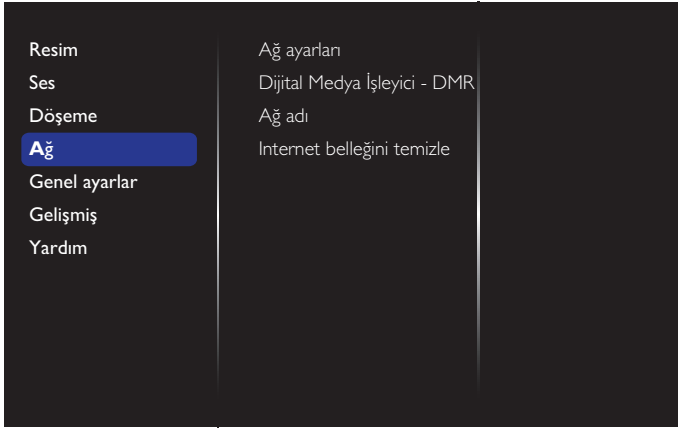 Resim
Ses
Döşeme
Ağ
Genel ayarlar
Gelişmiş
Yardım
Ağ ayarları
Dijital Medya İşleyici - DMR
Ağ adı
Internet belleğini temizle